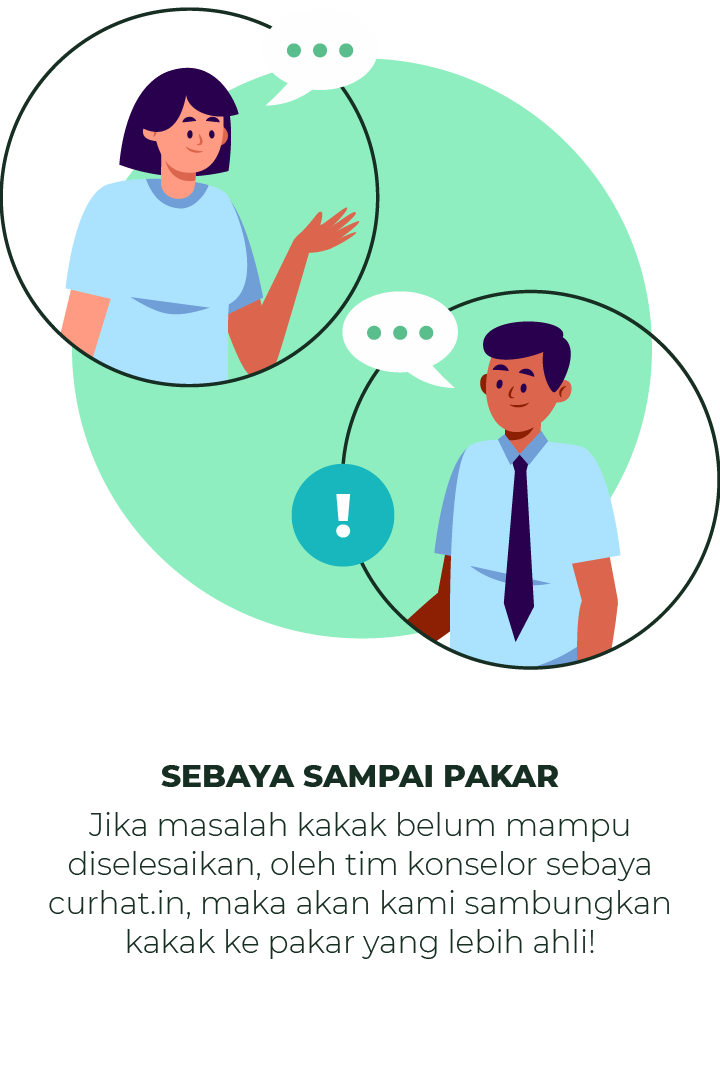 !
SEBAYA SAMPAI PAKAR
Jika masalah kakak belum mampu
diselesaikan, oleh tim konselor sebaya
curhat.in, maka akan kami sambungkan
kakak ke pakar yang lebih ahli!